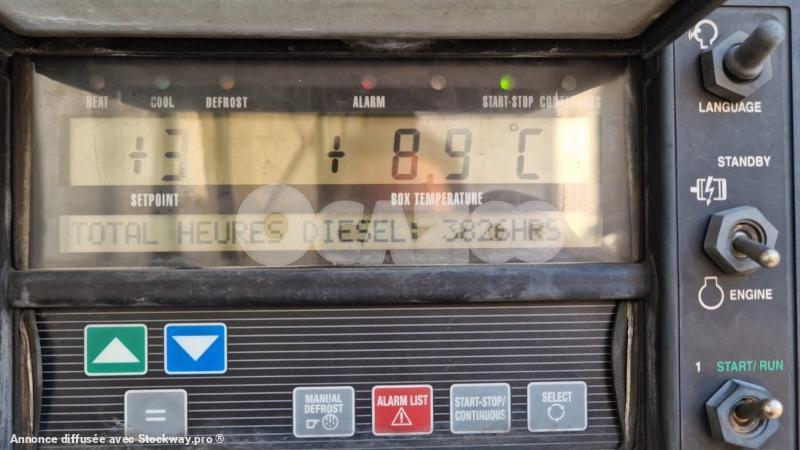 HEAT COOL DEFROST ALARM START-STOP CONTINUOUS
LANGUAGE
+3 +8.9°C
STANDBY
SETPOINT BOX TEMPERATURE
TOTAL HEURES DIESEL: 3826HRS
OCAZOO
ENGINE
1 START/ RUN
MANUAL DEFROST
ALARM LIST
START-STOP/ CONTINUOUS
SELECT
=
Annonce diffusée avec Stockway.pro ®